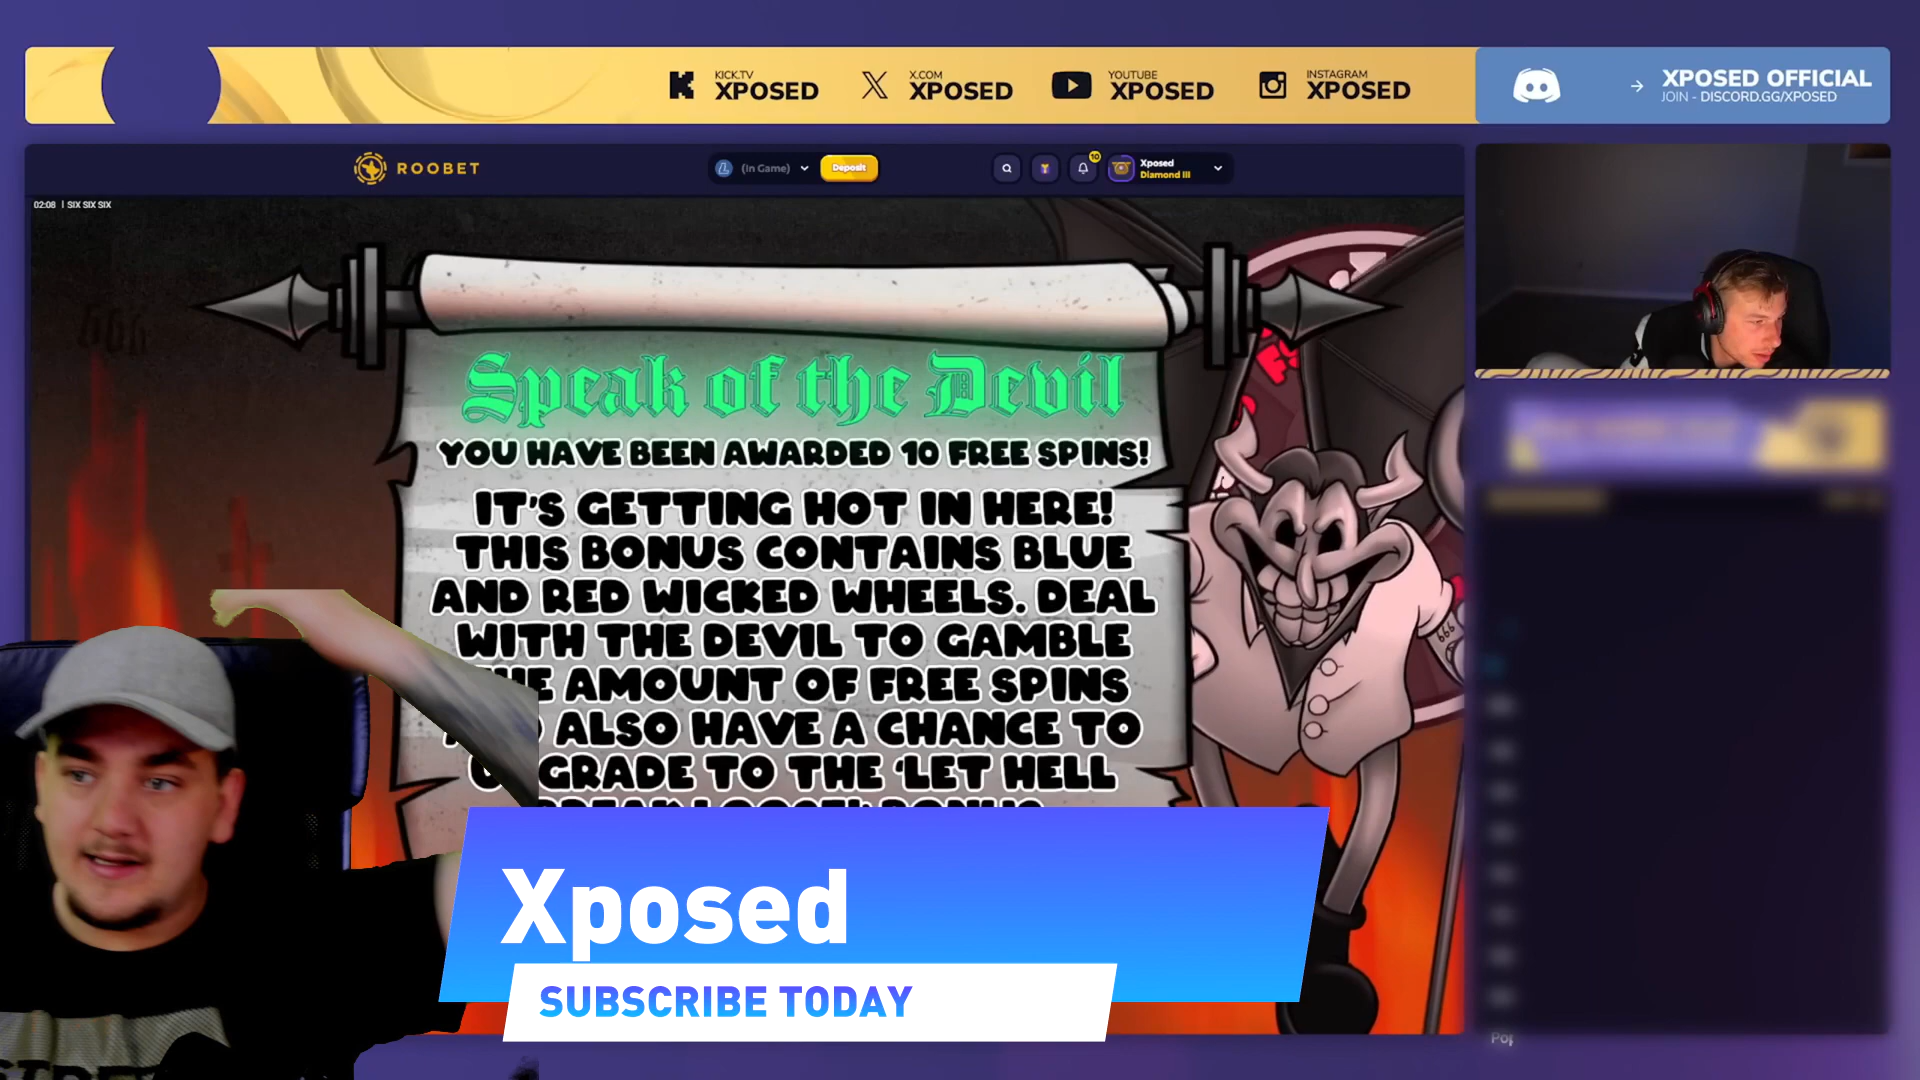 KICK.TV
XPOSED
X.COM
XPOSED
YOUTUBE
XPOSED
INSTAGRAM
XPOSED
XPOSED OFFICIAL
JOIN - DISCORD.GG/XPOSED
ROOBET
(In Game)
Deposit
10
Xposed
Diamond III
02:08 | SIX SIX SIX
666
Speak of the Devil
YOU HAVE BEEN AWARDED 10 FREE SPINS!
IT'S GETTING HOT IN HERE!
THIS BONUS CONTAINS BLUE
AND RED WICKED WHEELS. DEAL
WITH THE DEVIL TO GAMBLE
AMOUNT OF FREE SPINS
ALSO HAVE A CHANCE TO
GRADE TO THE 'LET HELL
666
Xposed
SUBSCRIBE TODAY